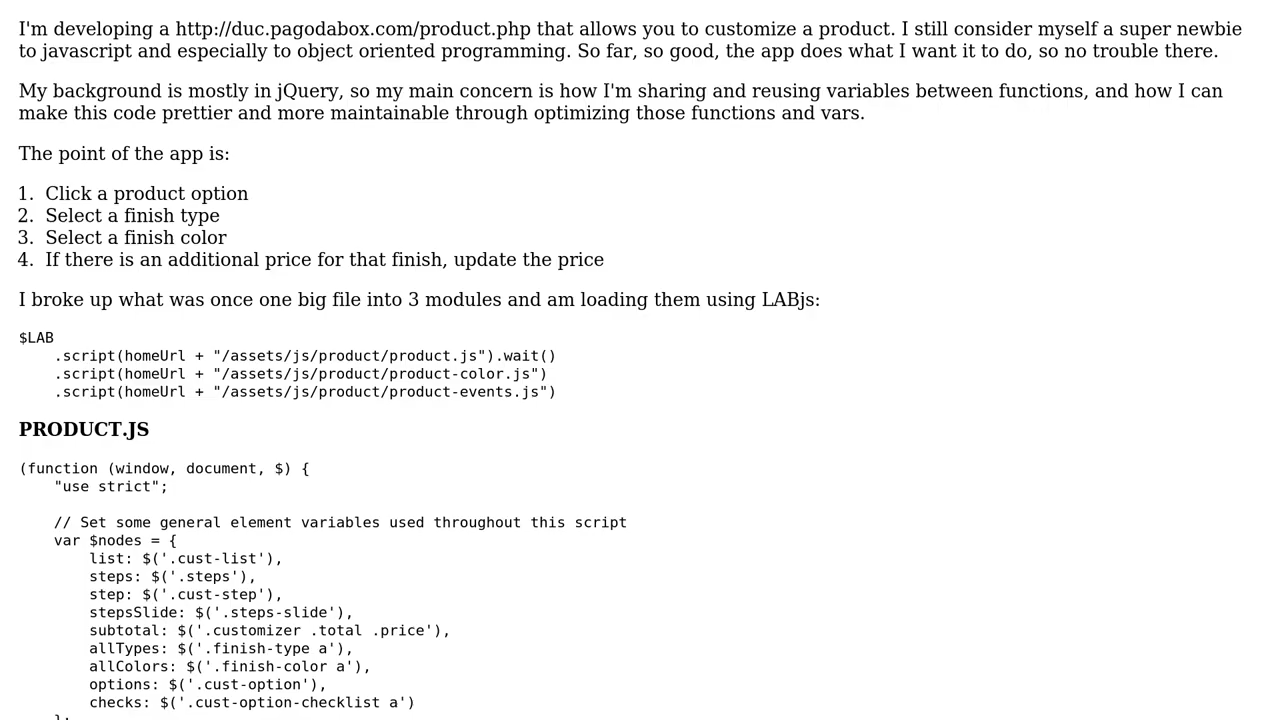 I'm developing a http://duc.pagodabox.com/product.php that allows you to customize a product. I still consider myself a super newbie
to javascript and especially to object oriented programming. So far, so good, the app does what I want it to do, so no trouble there.
My background is mostly in jQuery, so my main concern is how I'm sharing and reusing variables between functions, and how I can
make this code prettier and more maintainable through optimizing those functions and vars.
The point of the app is:
1. Click a product option
2. Select a finish type
3. Select a finish color
4. If there is an additional price for that finish, update the price
I broke up what was once one big file into 3 modules and am loading them using LABjs:
$LAB
    .script(homeUrl + "/assets/js/product/product.js").wait()
    .script(homeUrl + "/assets/js/product/product-color.js")
    .script(homeUrl + "/assets/js/product/product-events.js")
PRODUCT.JS
(function (window, document, $) {
    "use strict";
    // Set some general element variables used throughout this script
    var $nodes = {
        list: $('.cust-list'),
        steps: $('.steps'),
        step: $('.cust-step'),
        stepsSlide: $('.steps-slide'),
        subtotal: $('.customizer .total .price'),
        allTypes: $('.finish-type a'),
        allColors: $('.finish-color a'),
        options: $('.cust-option'),
        checks: $('.cust-option-checklist a')